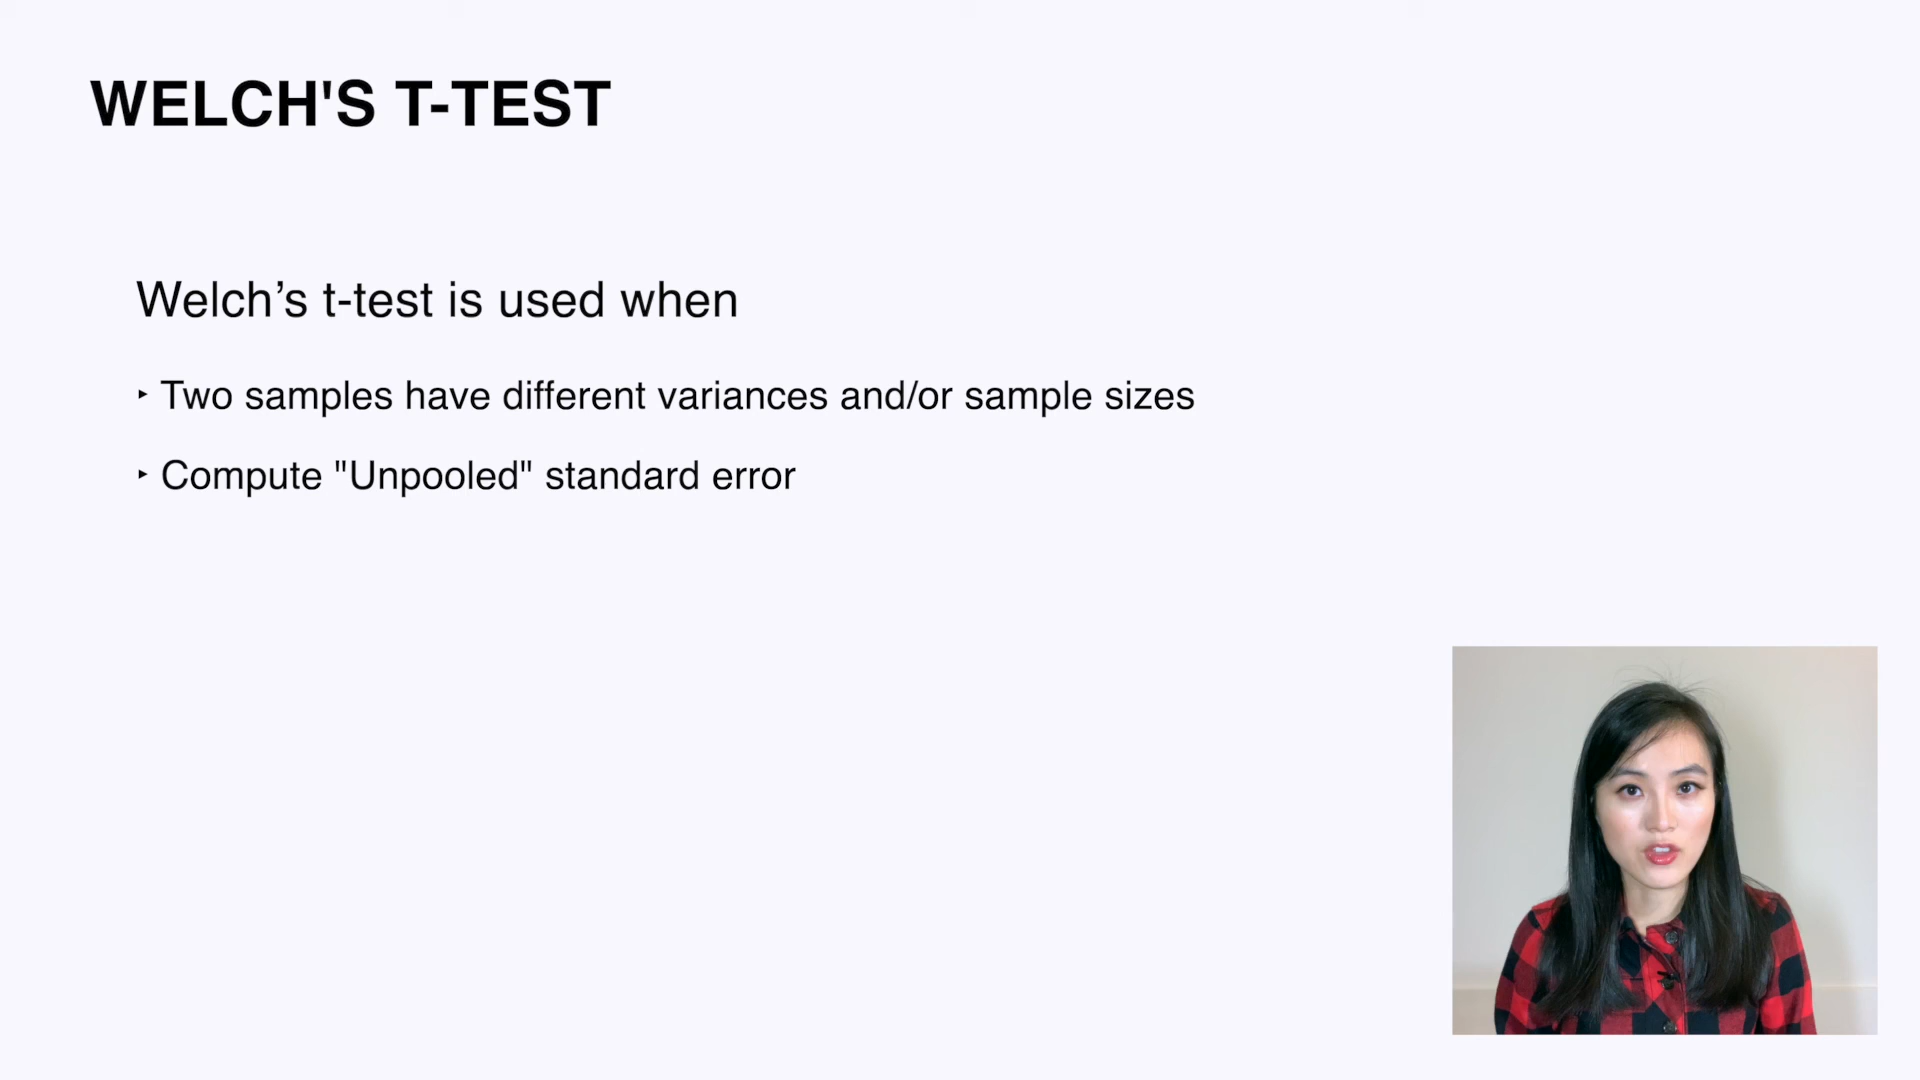 WELCH'S T-TEST
Welch’s t-test is used when
‣ Two samples have different variances and/or sample sizes
‣ Compute "Unpooled" standard error